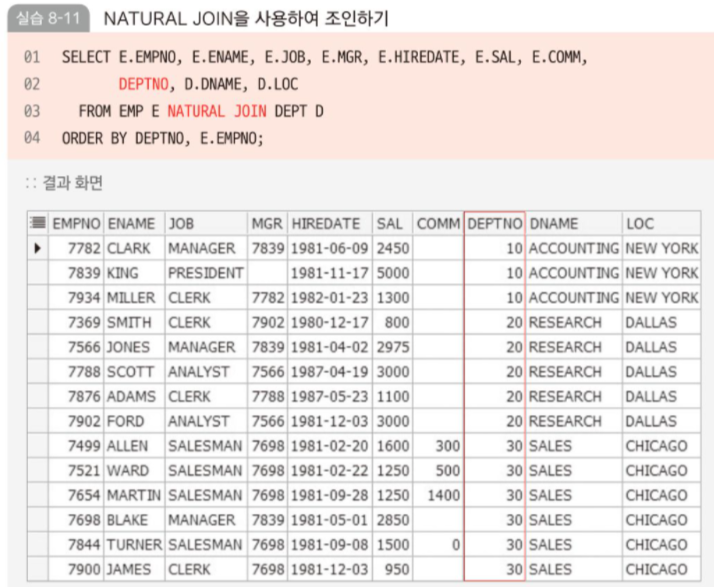 실습 8-11 NATURAL JOIN을 사용하여 조인하기
01 SELECT E.EMPNO, E.ENAME, E.JOB, E.MGR, E.HIREDATE, E.SAL, E.COMM,
02 DEPTNO, D.DNAME, D.LOC
03 FROM EMP E NATURAL JOIN DEPT D
04 ORDER BY DEPTNO, E.EMPNO;
:: 결과 화면
EMPNO ENAME JOB MGR HIREDATE SAL COMM DEPTNO DNAME LOC
7782 CLARK MANAGER 7839 1981-06-09 2450 10 ACCOUNTING NEW YORK
7839 KING PRESIDENT 1981-11-17 5000 10 ACCOUNTING NEW YORK
7934 MILLER CLERK 7782 1982-01-23 1300 10 ACCOUNTING NEW YORK
7369 SMITH CLERK 7902 1980-12-17 800 20 RESEARCH DALLAS
7566 JONES MANAGER 7839 1981-04-02 2975 20 RESEARCH DALLAS
7788 SCOTT ANALYST 7566 1987-04-19 3000 20 RESEARCH DALLAS
7876 ADAMS CLERK 7788 1987-05-23 1100 20 RESEARCH DALLAS
7902 FORD ANALYST 7566 1981-12-03 3000 20 RESEARCH DALLAS
7499 ALLEN SALESMAN 7698 1981-02-20 1600 300 30 SALES CHICAGO
7521 WARD SALESMAN 7698 1981-02-22 1250 500 30 SALES CHICAGO
7654 MARTIN SALESMAN 7698 1981-09-28 1250 1400 30 SALES CHICAGO
7698 BLAKE MANAGER 7839 1981-05-01 2850 30 SALES CHICAGO
7844 TURNER SALESMAN 7698 1981-09-08 1500 0 30 SALES CHICAGO
7900 JAMES CLERK 7698 1981-12-03 950 30 SALES CHICAGO